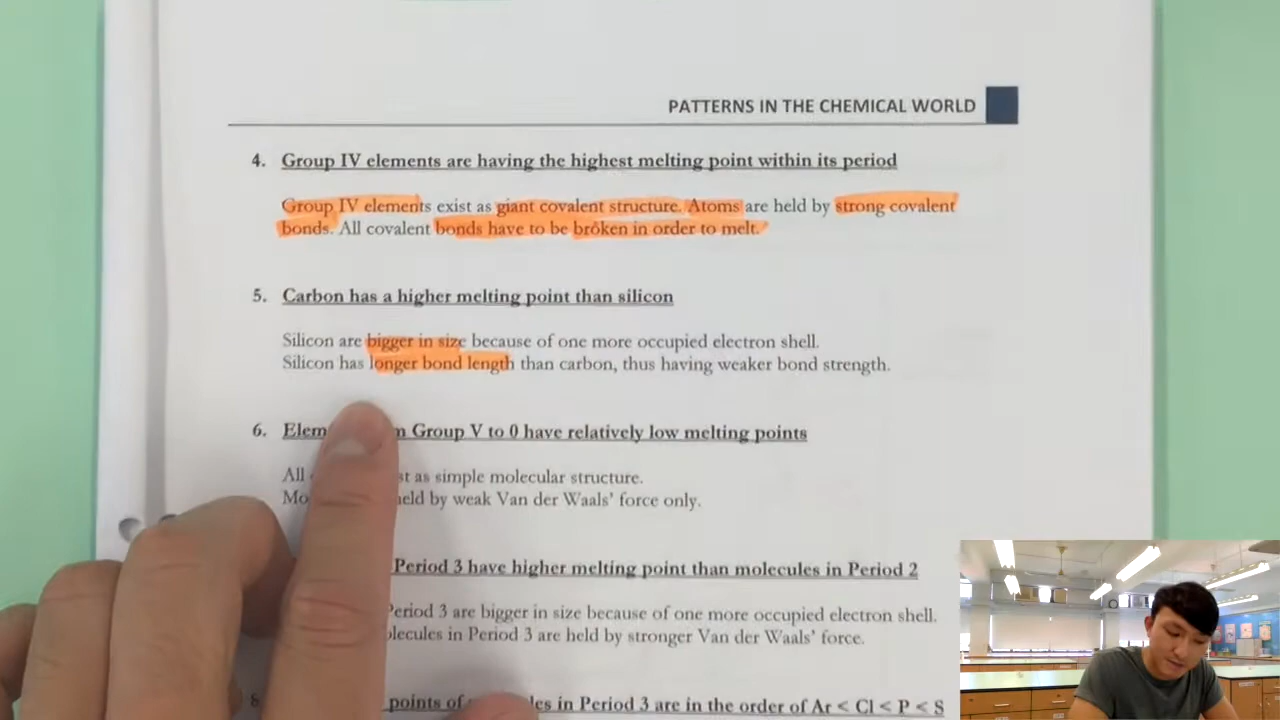 PATTERNS IN THE CHEMICAL WORLD
4. Group IV elements are having the highest melting point within its period
Group IV elements exist as giant covalent structure. Atoms are held by strong covalent
bonds. All covalent bonds have to be broken in order to melt.
5. Carbon has a higher melting point than silicon
Silicon are bigger in size because of one more occupied electron shell.
Silicon has longer bond length than carbon, thus having weaker bond strength.
6. Group V to 0 have relatively low melting points
All as simple molecular structure.
held by weak Van der Waals' force only.
Period 3 have higher melting point than molecules in Period 2
Period 3 are bigger in size because of one more occupied electron shell.
in Period 3 are held by stronger Van der Waals' force.
points of in Period 3 are in the order of Ar < Cl < P < S